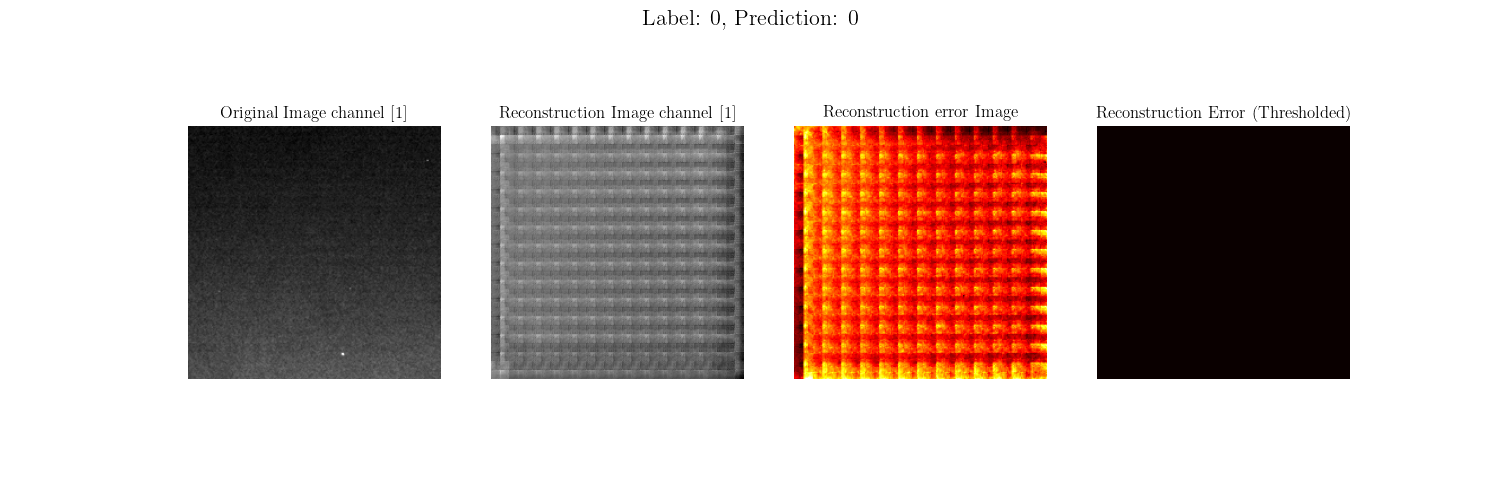 Label: 0, Prediction: 0
Original Image channel [1]
Reconstruction Image channel [1]
Reconstruction error Image
Reconstruction Error (Thresholded)